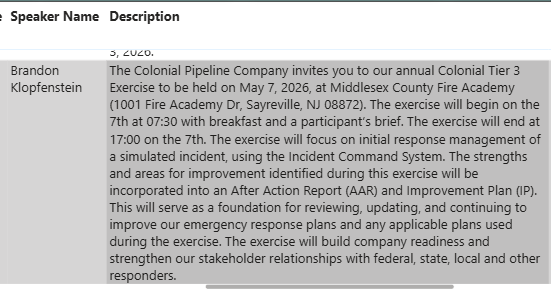 Speaker Name Description
3, 2026.
Brandon
Klopfenstein
The Colonial Pipeline Company invites you to our annual Colonial Tier 3
Exercise to be held on May 7, 2026, at Middlesex County Fire Academy
(1001 Fire Academy Dr, Sayreville, NJ 08872). The exercise will begin on the
7th at 07:30 with breakfast and a participant's brief. The exercise will end at
17:00 on the 7th. The exercise will focus on initial response management of
a simulated incident, using the Incident Command System. The strengths
and areas for improvement identified during this exercise will be
incorporated into an After Action Report (AAR) and Improvement Plan (IP).
This will serve as a foundation for reviewing, updating, and continuing to
improve our emergency response plans and any applicable plans used
during the exercise. The exercise will build company readiness and
strengthen our stakeholder relationships with federal, state, local and other
responders.